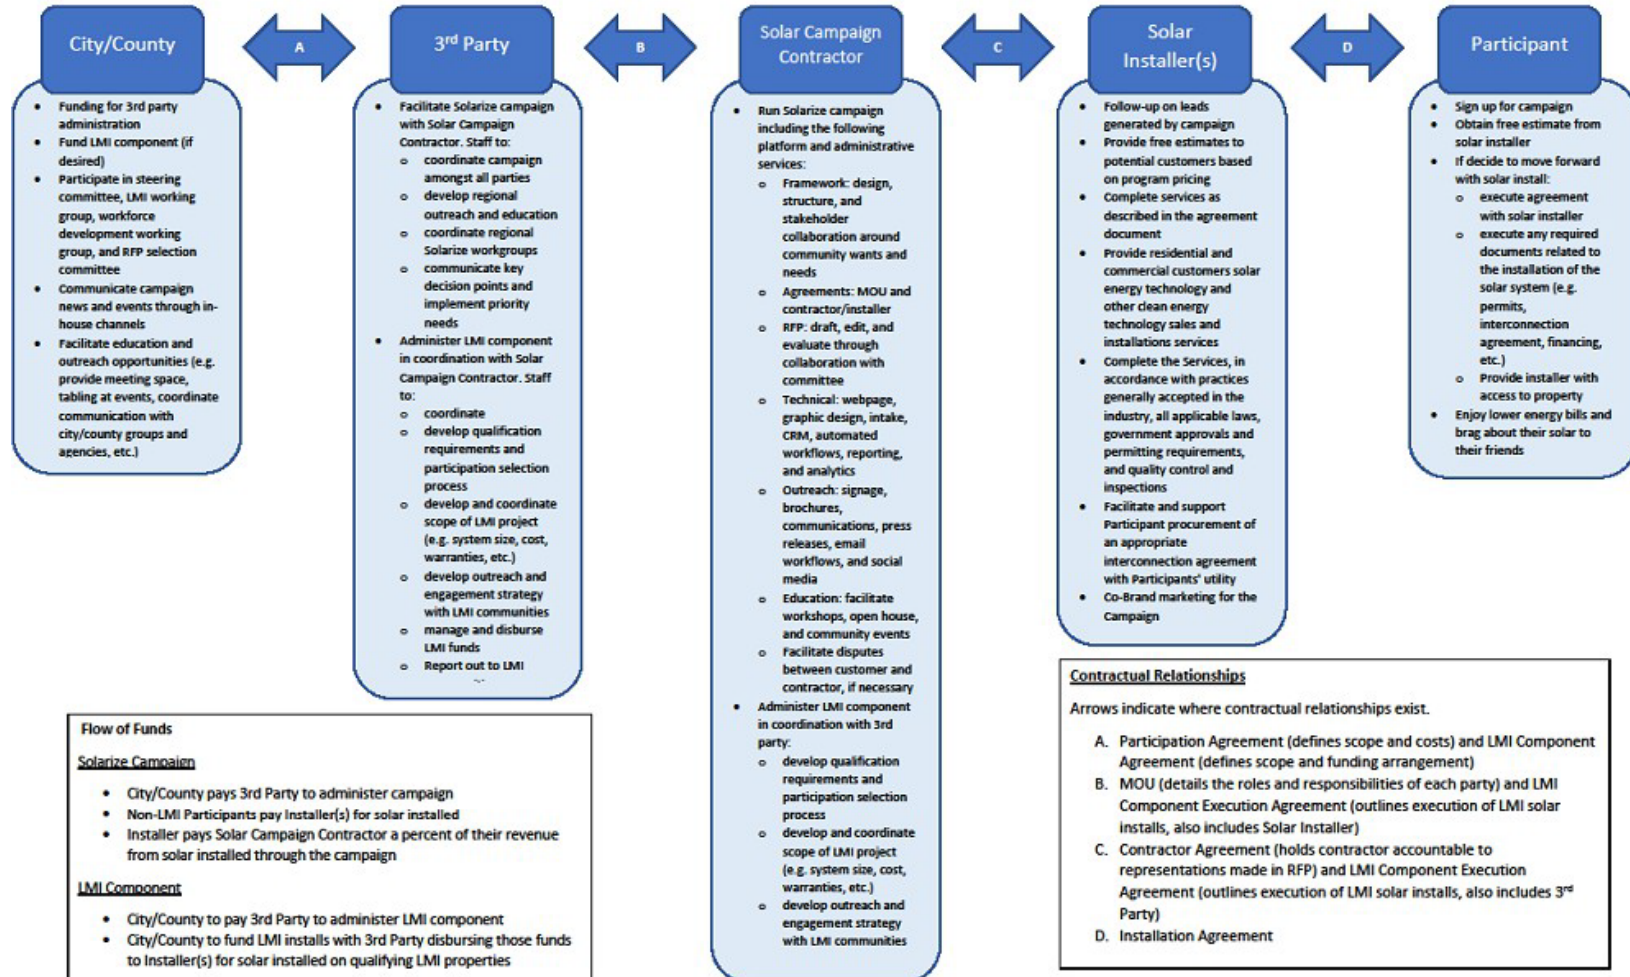 City/County
A
3rd Party
B
Solar Campaign
Contractor
C
Solar
Installer(s)
D
Participant
• Funding for 3rd party
administration
• Fund LMI component (if
desired)
• Participate in steering
committee, LMI working
group, workforce
development working
group, and RFP selection
committee
• Communicate campaign
news and events through in-
house channels
• Facilitate education and
outreach opportunities (e.g.
provide meeting space,
tabling at events, coordinate
communication with
city/county groups and
agencies, etc.)
• Facilitate Solarize campaign
with Solar Campaign
Contractor. Staff to:
o coordinate campaign
amongst all parties
o develop regional
outreach and education
o coordinate regional
Solarize workgroups
o communicate key
decision points and
implement priority
needs
• Administer LMI component
in coordination with Solar
Campaign Contractor. Staff
to:
o coordinate
o develop qualification
requirements and
participation selection
process
o develop and coordinate
scope of LMI project
(e.g. system size, cost,
warranties, etc.)
o develop outreach and
engagement strategy
with LMI communities
o manage and disburse
LMI funds
o Report out to LMI
• Run Solarize campaign
including the following
platform and administrative
services:
o Framework: design,
structure, and
stakeholder
collaboration around
community wants and
needs
o Agreements: MOU and
contractor/installer
o RFP: draft, edit, and
evaluate through
collaboration with
committee
o Technical: webpage,
graphic design, intake,
CRM, automated
workflows, reporting,
and analytics
o Outreach: signage,
brochures,
communications, press
releases, email
workflows, and social
media
o Education: facilitate
workshops, open house,
and community events
o Facilitate disputes
between customer and
contractor, if necessary
• Administer LMI component
in coordination with 3rd
party:
o develop qualification
requirements and
participation selection
process
o develop and coordinate
scope of LMI project
(e.g. system size, cost,
warranties, etc.)
o develop outreach and
engagement strategy
with LMI communities
• Follow-up on leads
generated by campaign
• Provide free estimates to
potential customers based
on program pricing
• Complete services as
described in the agreement
document
• Provide residential and
commercial customers solar
energy technology and
other clean energy
technology sales and
installations services
• Complete the Services, in
accordance with practices
generally accepted in the
industry, all applicable laws,
government approvals and
permitting requirements,
and quality control and
inspections
• Facilitate and support
Participant procurement of
an appropriate
interconnection agreement
with Participants' utility
• Co-Brand marketing for the
Campaign
• Sign up for campaign
• Obtain free estimate from
solar installer
• If decide to move forward
with solar install:
o execute agreement
with solar installer
o execute any required
documents related to
the installation of the
solar system (e.g.
permits,
interconnection
agreement, financing,
etc.)
o Provide installer with
access to property
• Enjoy lower energy bills and
brag about their solar to
their friends
Flow of Funds
Solarize Campaign
• City/County pays 3rd Party to administer campaign
• Non-LMI Participants pay Installer(s) for solar installed
• Installer pays Solar Campaign Contractor a percent of their revenue
from solar installed through the campaign
LMI Component
• City/County to pay 3rd Party to administer LMI component
• City/County to fund LMI installs with 3rd Party disbursing those funds
to Installer(s) for solar installed on qualifying LMI properties
Contractual Relationships
Arrows indicate where contractual relationships exist.
A. Participation Agreement (defines scope and costs) and LMI Component
Agreement (defines scope and funding arrangement)
B. MOU (details the roles and responsibilities of each party) and LMI
Component Execution Agreement (outlines execution of LMI solar
installs, also includes Solar Installer)
C. Contractor Agreement (holds contractor accountable to
representations made in RFP) and LMI Component Execution
Agreement (outlines execution of LMI solar installs, also includes 3rd
Party)
D. Installation Agreement